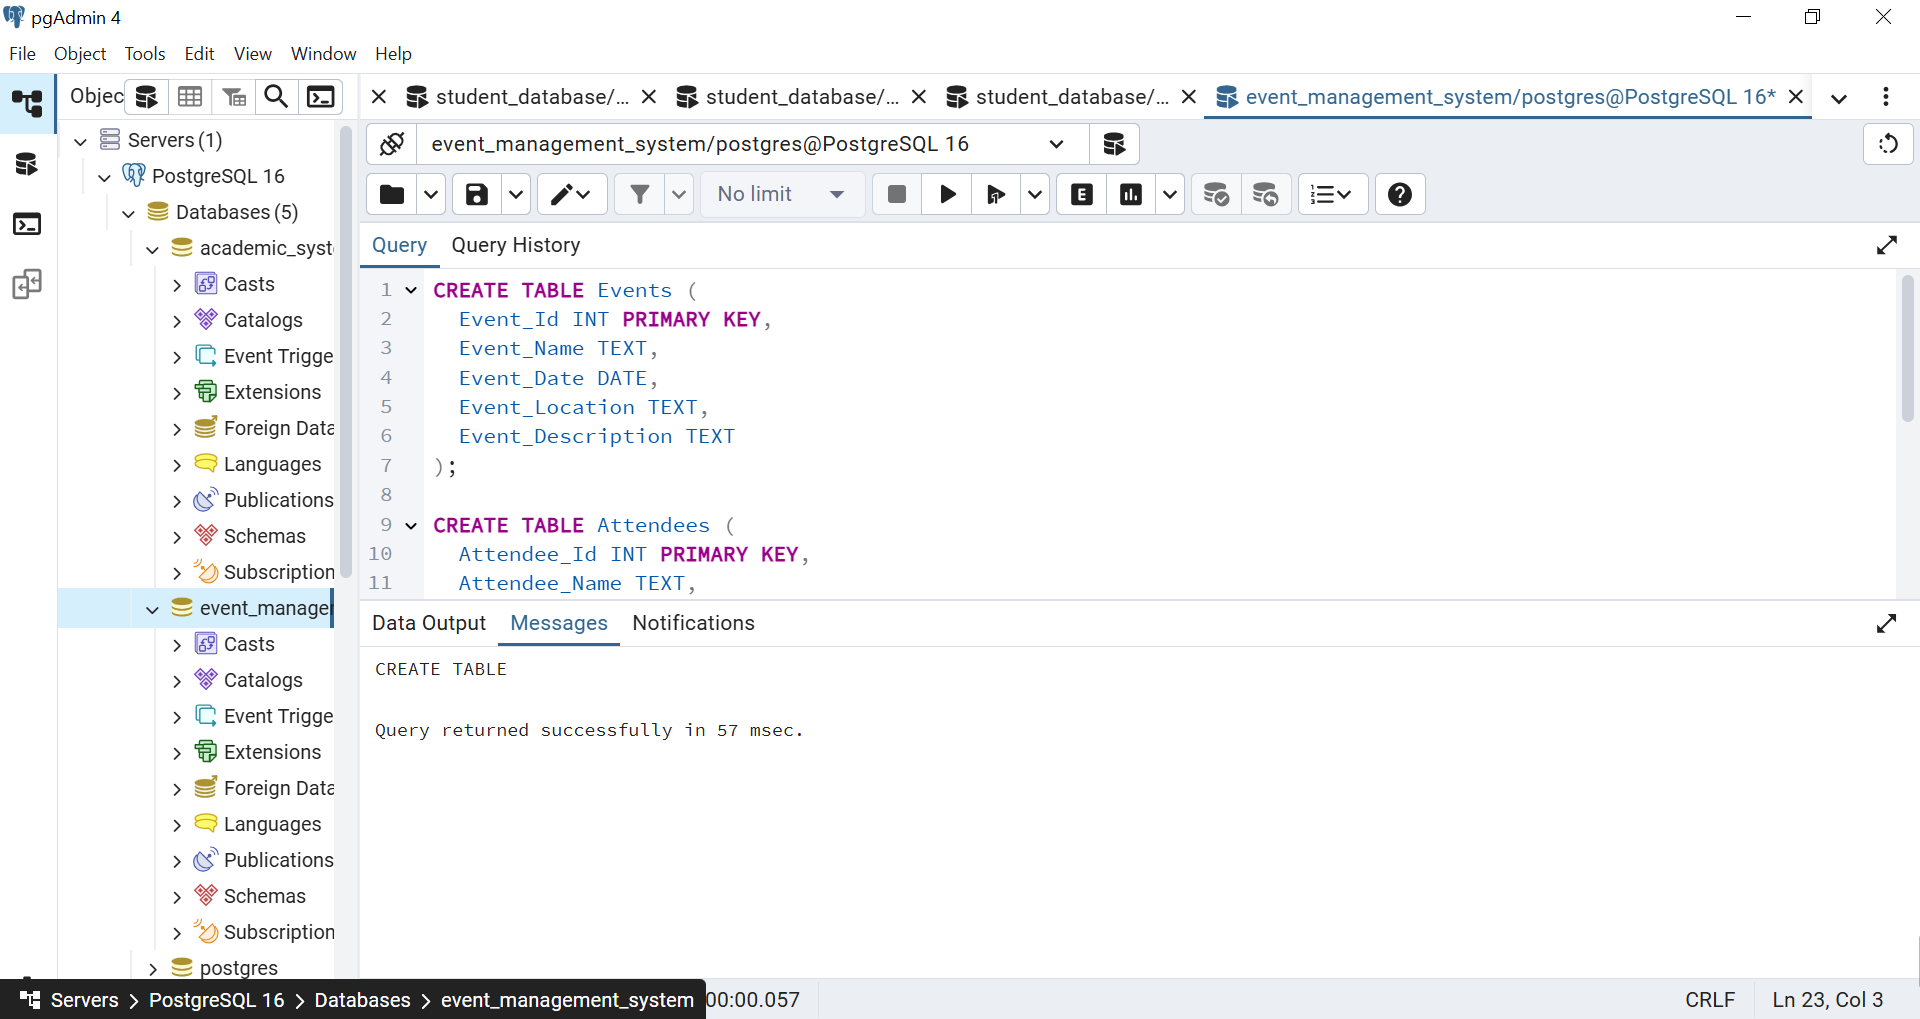 pgAdmin 4
File Object Tools Edit View Window Help
Objec
student_database/...
student_database/...
student_database/...
event_management_system/postgres@PostgreSQL 16*
Servers (1)
PostgreSQL 16
Databases (5)
academic_syst
Casts
Catalogs
Event Trigge
Extensions
Foreign Data
Languages
Publications
Schemas
Subscription
event_manager
Casts
Catalogs
Event Trigge
Extensions
Foreign Data
Languages
Publications
Schemas
Subscription
postgres
event_management_system/postgres@PostgreSQL 16
No limit
E
Query Query History
1 CREATE TABLE Events (
2 Event_Id INT PRIMARY KEY,
3 Event_Name TEXT,
4 Event_Date DATE,
5 Event_Location TEXT,
6 Event_Description TEXT
7 );
8
9 CREATE TABLE Attendees (
10 Attendee_Id INT PRIMARY KEY,
11 Attendee_Name TEXT,
Data Output Messages Notifications
CREATE TABLE
Query returned successfully in 57 msec.
Servers > PostgreSQL 16 > Databases > event_management_system
00:00.057
CRLF
Ln 23, Col 3